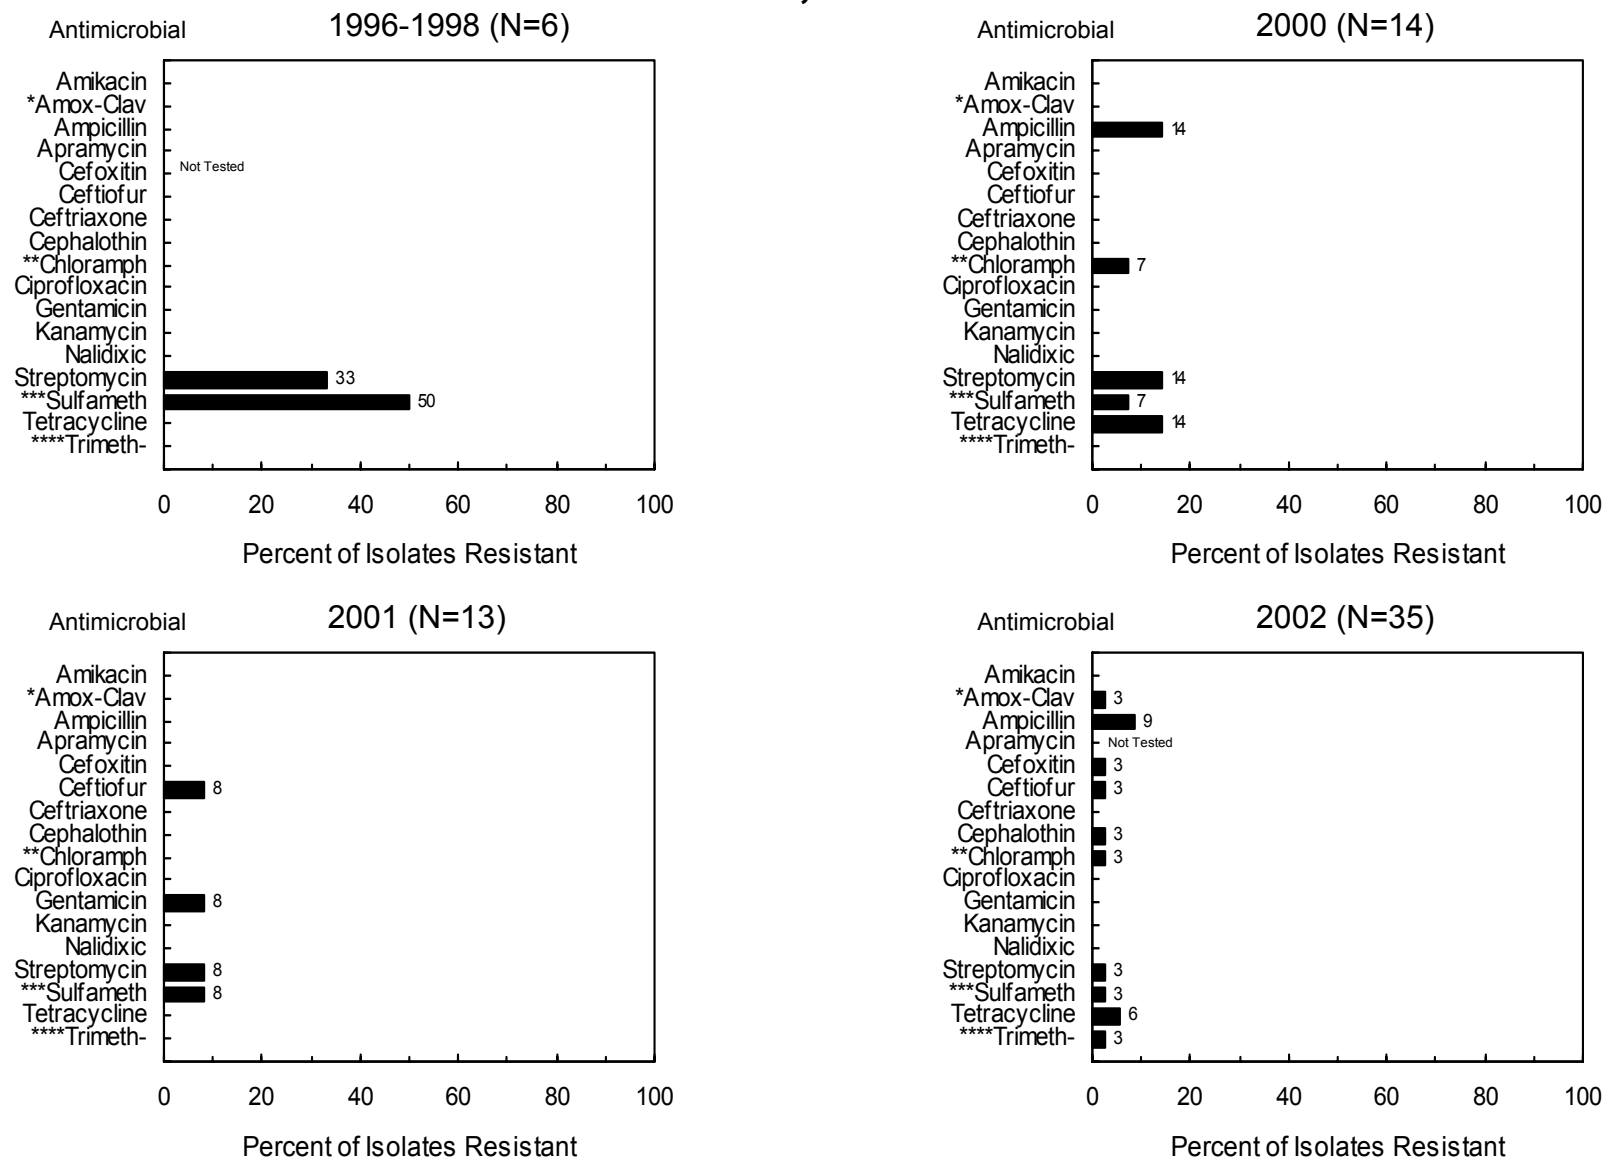 Antimicrobial 1996-1998 (N=6)
Amikacin
*Amox-Clav
Ampicillin
Apramycin
Cefoxitin Not Tested
Ceftiofur
Ceftriaxone
Cephalothin
**Chloramph
Ciprofloxacin
Gentamicin
Kanamycin
Nalidixic
Streptomycin 33
***Sulfameth 50
Tetracycline
****Trimeth-
0 20 40 60 80 100
Percent of Isolates Resistant
Antimicrobial 2000 (N=14)
Amikacin
*Amox-Clav
Ampicillin 14
Apramycin
Cefoxitin
Ceftiofur
Ceftriaxone
Cephalothin
**Chloramph 7
Ciprofloxacin
Gentamicin
Kanamycin
Nalidixic
Streptomycin 14
***Sulfameth 7
Tetracycline 14
****Trimeth-
0 20 40 60 80 100
Percent of Isolates Resistant
Antimicrobial 2001 (N=13)
Amikacin
*Amox-Clav
Ampicillin
Apramycin
Cefoxitin
Ceftiofur 8
Ceftriaxone
Cephalothin
**Chloramph
Ciprofloxacin
Gentamicin 8
Kanamycin
Nalidixic
Streptomycin 8
***Sulfameth 8
Tetracycline
****Trimeth-
0 20 40 60 80 100
Percent of Isolates Resistant
Antimicrobial 2002 (N=35)
Amikacin
*Amox-Clav 3
Ampicillin 9
Apramycin Not Tested
Cefoxitin 3
Ceftiofur 3
Ceftriaxone
Cephalothin 3
**Chloramph 3
Ciprofloxacin
Gentamicin
Kanamycin
Nalidixic
Streptomycin 3
***Sulfameth 3
Tetracycline 6
****Trimeth- 3
0 20 40 60 80 100
Percent of Isolates Resistant